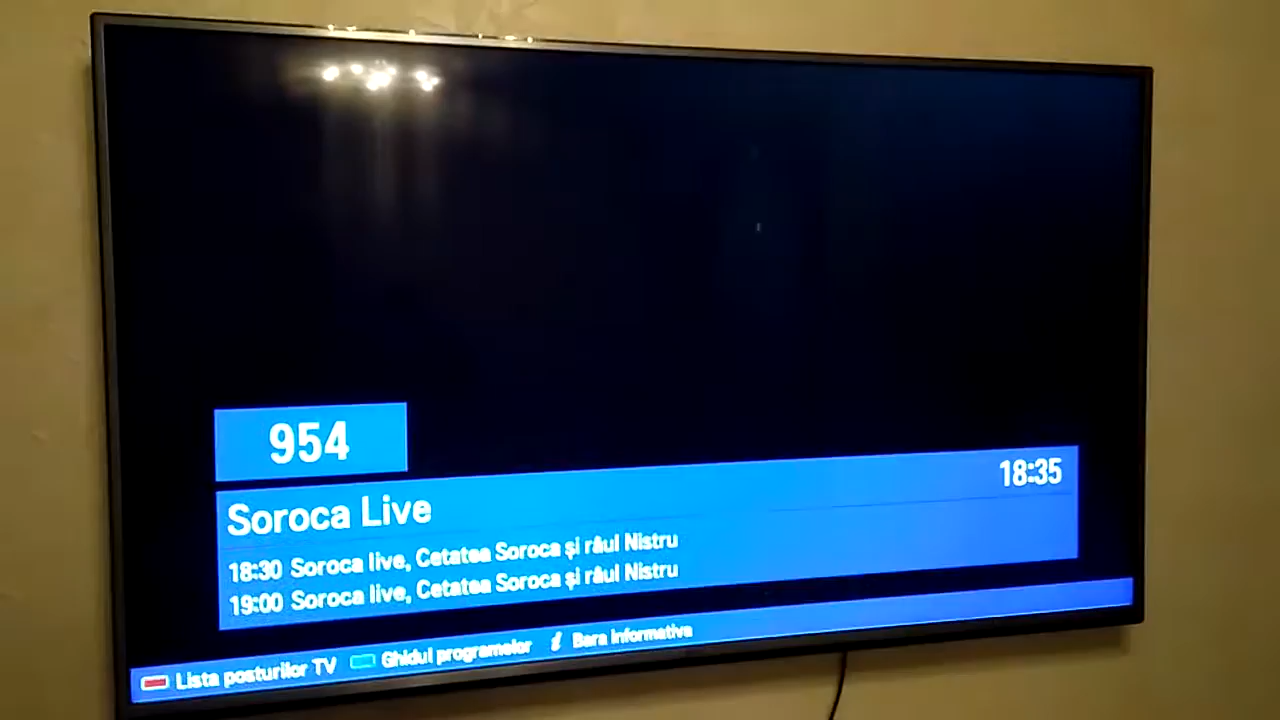 954
Soroca Live 18:35
18:30 Soroca live, Cetatea Soroca și râul Nistru
19:00 Soroca live, Cetatea Soroca și râul Nistru
Lista posturilor TV Ghidul programelor i Bara informativa